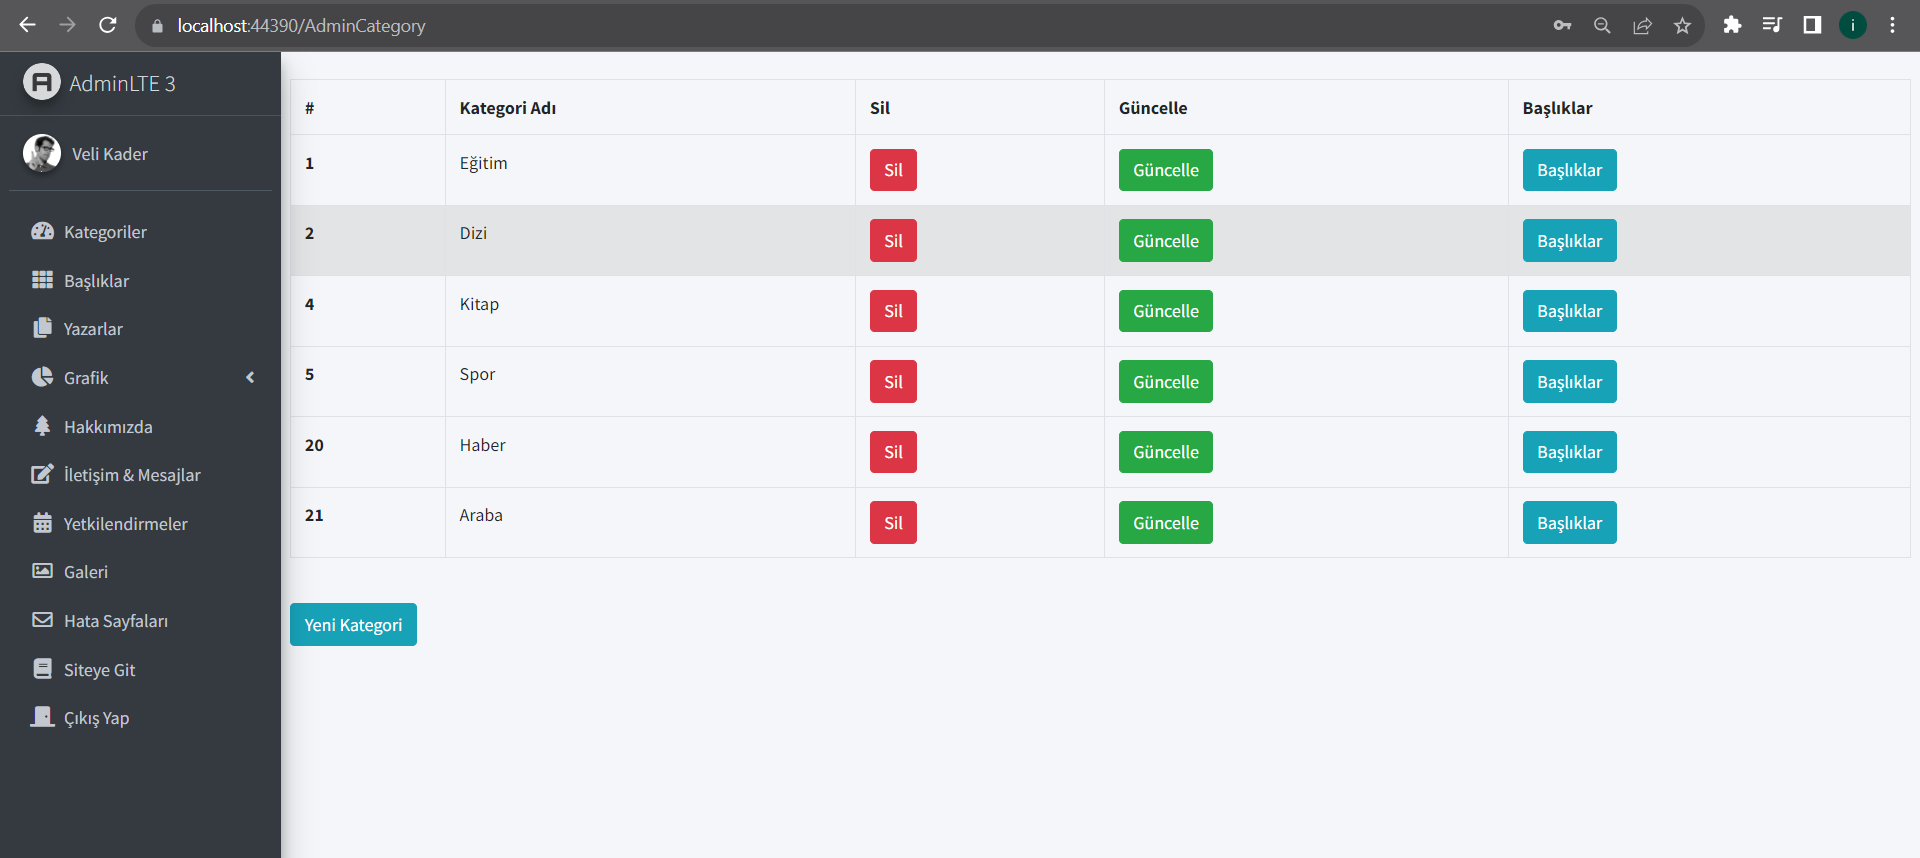 localhost:44390/AdminCategory
i
AdminLTE 3
Veli Kader
Kategoriler
Başlıklar
Yazarlar
Grafik
Hakkımızda
İletişim & Mesajlar
Yetkilendirmeler
Galeri
Hata Sayfaları
Siteye Git
Çıkış Yap
# Kategori Adı Sil Güncelle Başlıklar
1 Eğitim Sil Güncelle Başlıklar
2 Dizi Sil Güncelle Başlıklar
4 Kitap Sil Güncelle Başlıklar
5 Spor Sil Güncelle Başlıklar
20 Haber Sil Güncelle Başlıklar
21 Araba Sil Güncelle Başlıklar
Yeni Kategori